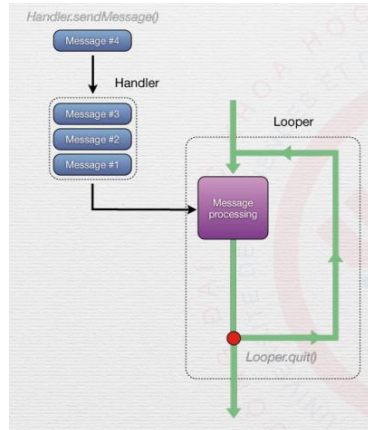 Handler.sendMessage()
Message #4
Handler
Message #3
Message #2
Message #1
Looper
Message
processing
Looper.quit()